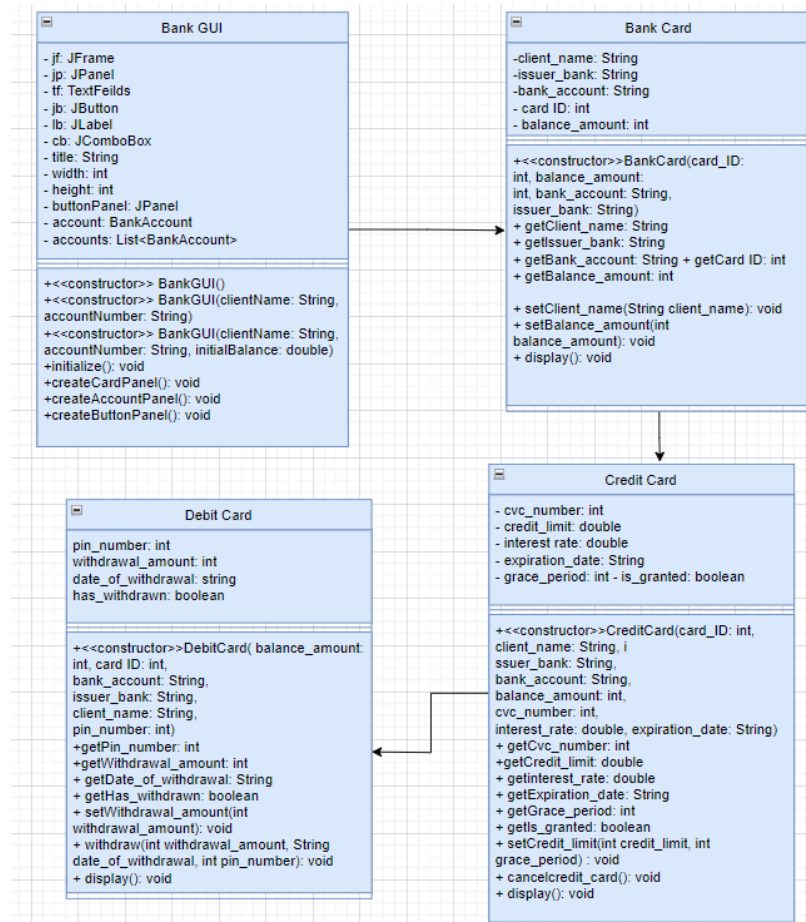 Bank GUI
- jf: JFrame
- jp: JPanel
- tf: TextFeilds
- jb: JButton
- lb: JLabel
- cb: JComboBox
- title: String
- width: int
- height: int
- buttonPanel: JPanel
- account: BankAccount
- accounts: List<BankAccount>
+<<constructor>> BankGUI()
+<<constructor>> BankGUI(clientName: String,
accountNumber: String)
+<<constructor>> BankGUI(clientName: String,
accountNumber: String, initialBalance: double)
+initialize(): void
+createCardPanel(): void
+createAccountPanel(): void
+createButtonPanel(): void
Bank Card
-client_name: String
-issuer_bank: String
-bank_account: String
- card ID: int
- balance_amount: int
+<<constructor>>BankCard(card_ID:
int, balance_amount:
int, bank_account: String,
issuer_bank: String)
+ getClient_name: String
+ getIssuer_bank: String
+ getBank_account: String + getCard ID: int
+ getBalance_amount: int
+ setClient_name(String client_name): void
+ setBalance_amount(int
balance_amount): void
+ display(): void
Debit Card
pin_number: int
withdrawal_amount: int
date_of_withdrawal: string
has_withdrawn: boolean
+<<constructor>>DebitCard( balance_amount:
int, card ID: int,
bank_account: String,
issuer_bank: String,
client_name: String,
pin_number: int)
+getPin_number: int
+getWithdrawal_amount: int
+ getDate_of_withdrawal: String
+ getHas_withdrawn: boolean
+ setWithdrawal_amount(int
withdrawal_amount): void
+ withdraw(int withdrawal_amount, String
date_of_withdrawal, int pin_number): void
+ display(): void
Credit Card
- cvc_number: int
- credit_limit: double
- interest rate: double
- expiration_date: String
- grace_period: int - is_granted: boolean
+<<constructor>>CreditCard(card_ID: int,
client_name: String, i
ssuer_bank: String,
bank_account: String,
balance_amount: int,
cvc_number: int,
interest_rate: double, expiration_date: String)
+ getCvc_number: int
+getCredit_limit: double
+ getinterest_rate: double
+ getExpiration_date: String
+ getGrace_period: int
+ getIs_granted: boolean
+ setCredit_limit(int credit_limit, int
grace_period) : void
+ cancelcredit_card(): void
+ display(): void